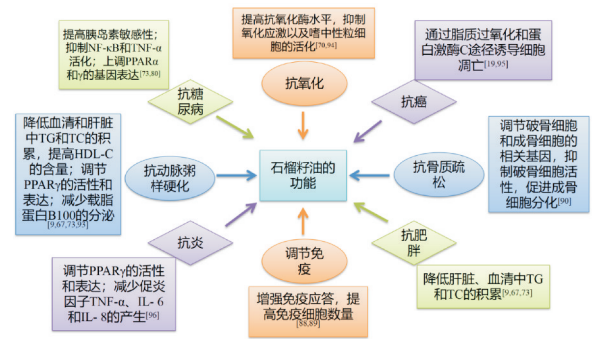 提高胰岛素敏感性；
抑制NF-κB和TNF-α
活化；上调PPARα
和γ的基因表达[73,80]
提高抗氧化酶水平，抑制
氧化应激以及嗜中性粒
细胞的活化[70,94]
通过脂质过氧化和蛋
白激酶C途径诱导细胞
凋亡[19,95]
抗糖
尿病
抗氧化
抗癌
降低血清和肝脏
中TG和TC的积
累，提高HDL-C
的含量；调节
PPARγ的活性和
表达；减少载脂
蛋白B100的分泌
[9,67,73,93]
抗动脉粥
样硬化
石榴籽油的
功能
抗骨质疏
松
调节破骨细胞
和成骨细胞的
相关基因，抑
制破骨细胞活
性，促进成骨
细胞分化[90]
抗炎
调节
免疫
抗肥
胖
调节PPARγ的活性
和表达；减少促炎
因子TNF-α、IL- 6
和IL- 8的产生[96]
增强免疫应答，提
高免疫细胞数量
[88,89]
降低肝脏、血清中TG
和TC的积累[9,67,73]